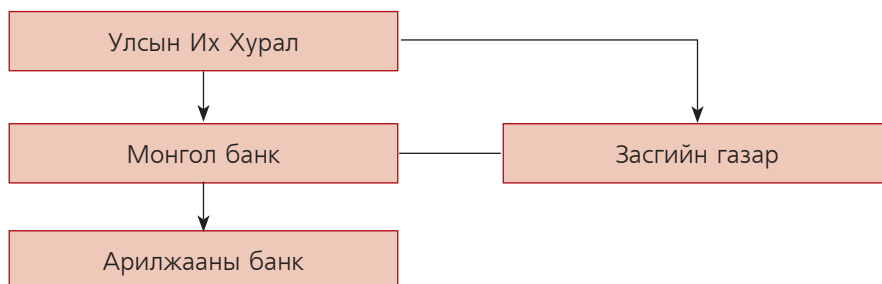 Улсын Их Хурал
Монгол банк
Засгийн газар
Арилжааны банк